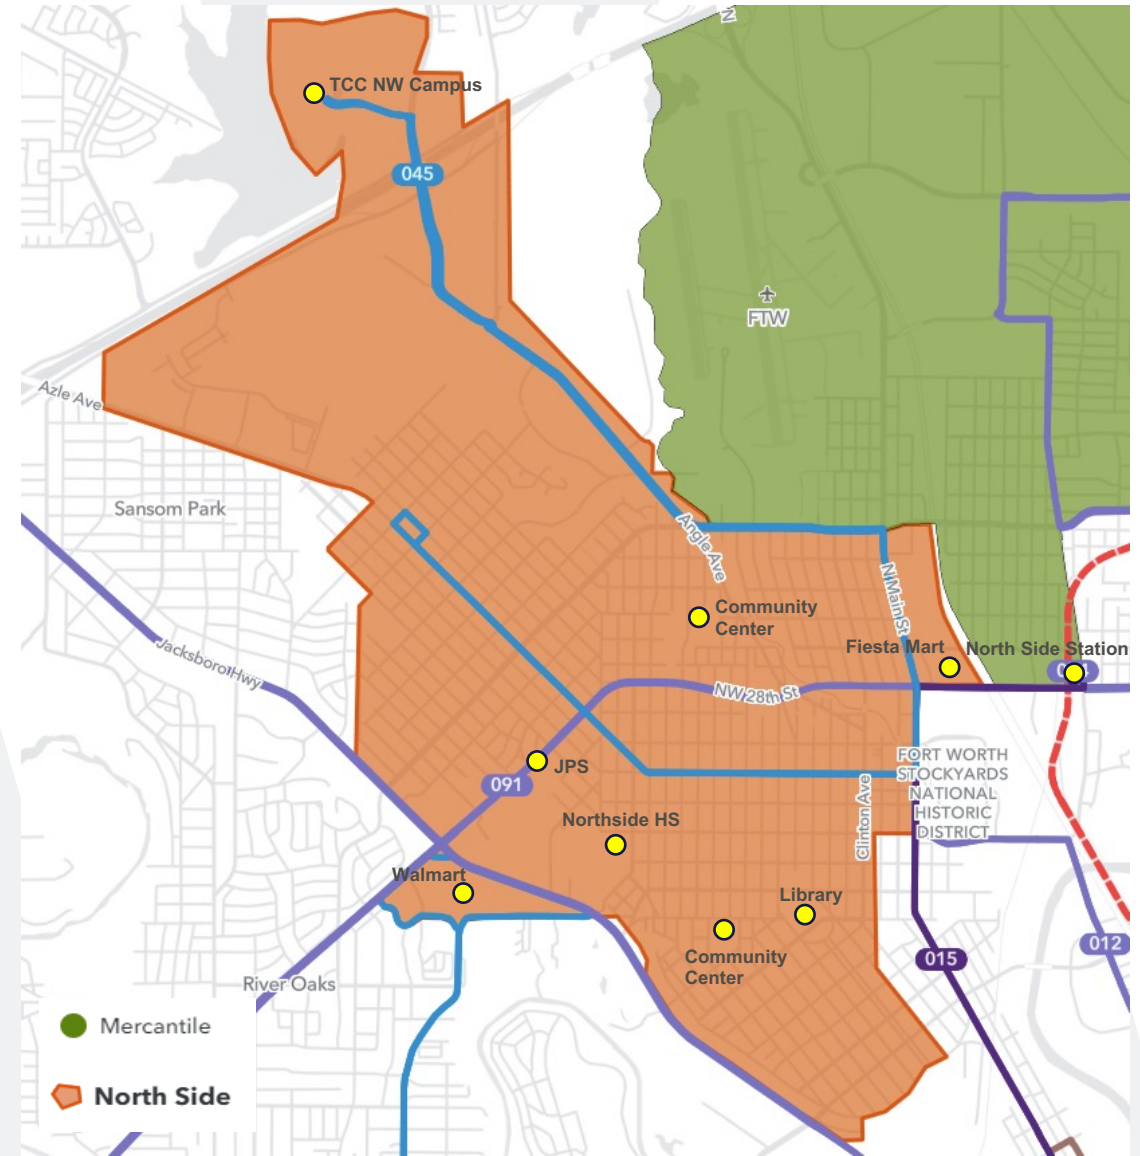 N
TCC NW Campus
045
FTW
Azle Ave
Sansom Park
Angle Ave
N Main St
Community
Center
Fiesta Mart
North Side Station
Jacksboro Hwy
NW 28th St
JPS
091
FORT WORTH
STOCKYARDS
NATIONAL
HISTORIC
DISTRICT
Clinton Ave
Northside HS
Walmart
Library
Community
Center
015
012
River Oaks
Mercantile
North Side